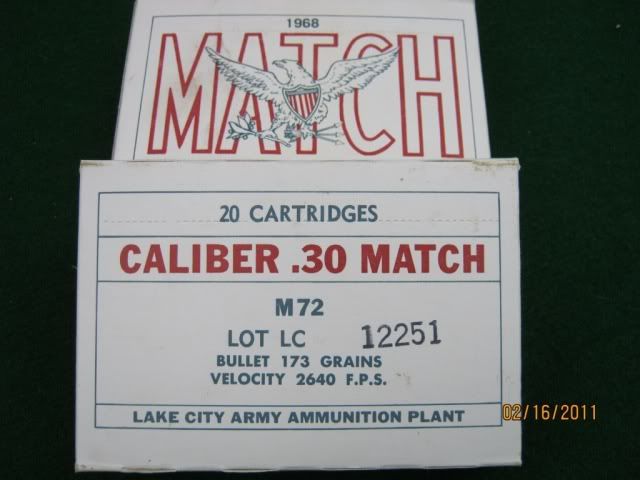 1968
MATCH
20 CARTRIDGES
CALIBER .30 MATCH
M72
LOT LC 12251
BULLET 173 GRAINS
VELOCITY 2640 F.P.S.
LAKE CITY ARMY AMMUNITION PLANT
02/16/2011